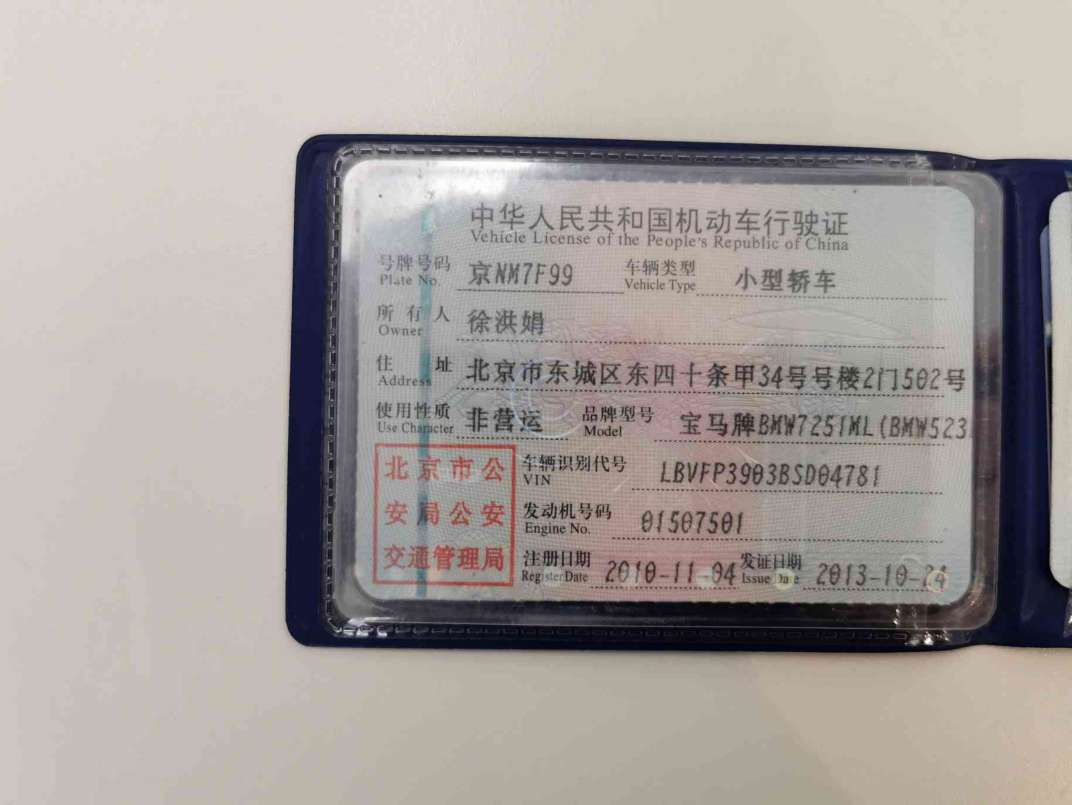 中华人民共和国机动车行驶证
Vehicle License of the People's Republic of China
号牌号码 京NM7F99 车辆类型 小型轿车
Plate No. Vehicle Type
所有人 徐洪娟
Owner
住址 北京市东城区东四十条甲34号号楼2门502号
Address
使用性质 非营运 品牌型号 宝马牌BMW7251ML(BMW523
Use Character Model
北京市公
安局公安
交通管理局
车辆识别代号 LBVFP3903BSD04781
VIN
发动机号码 01507501
Engine No.
注册日期 2010-11-04 发证日期 2013-10-24
Register Date Issue Date